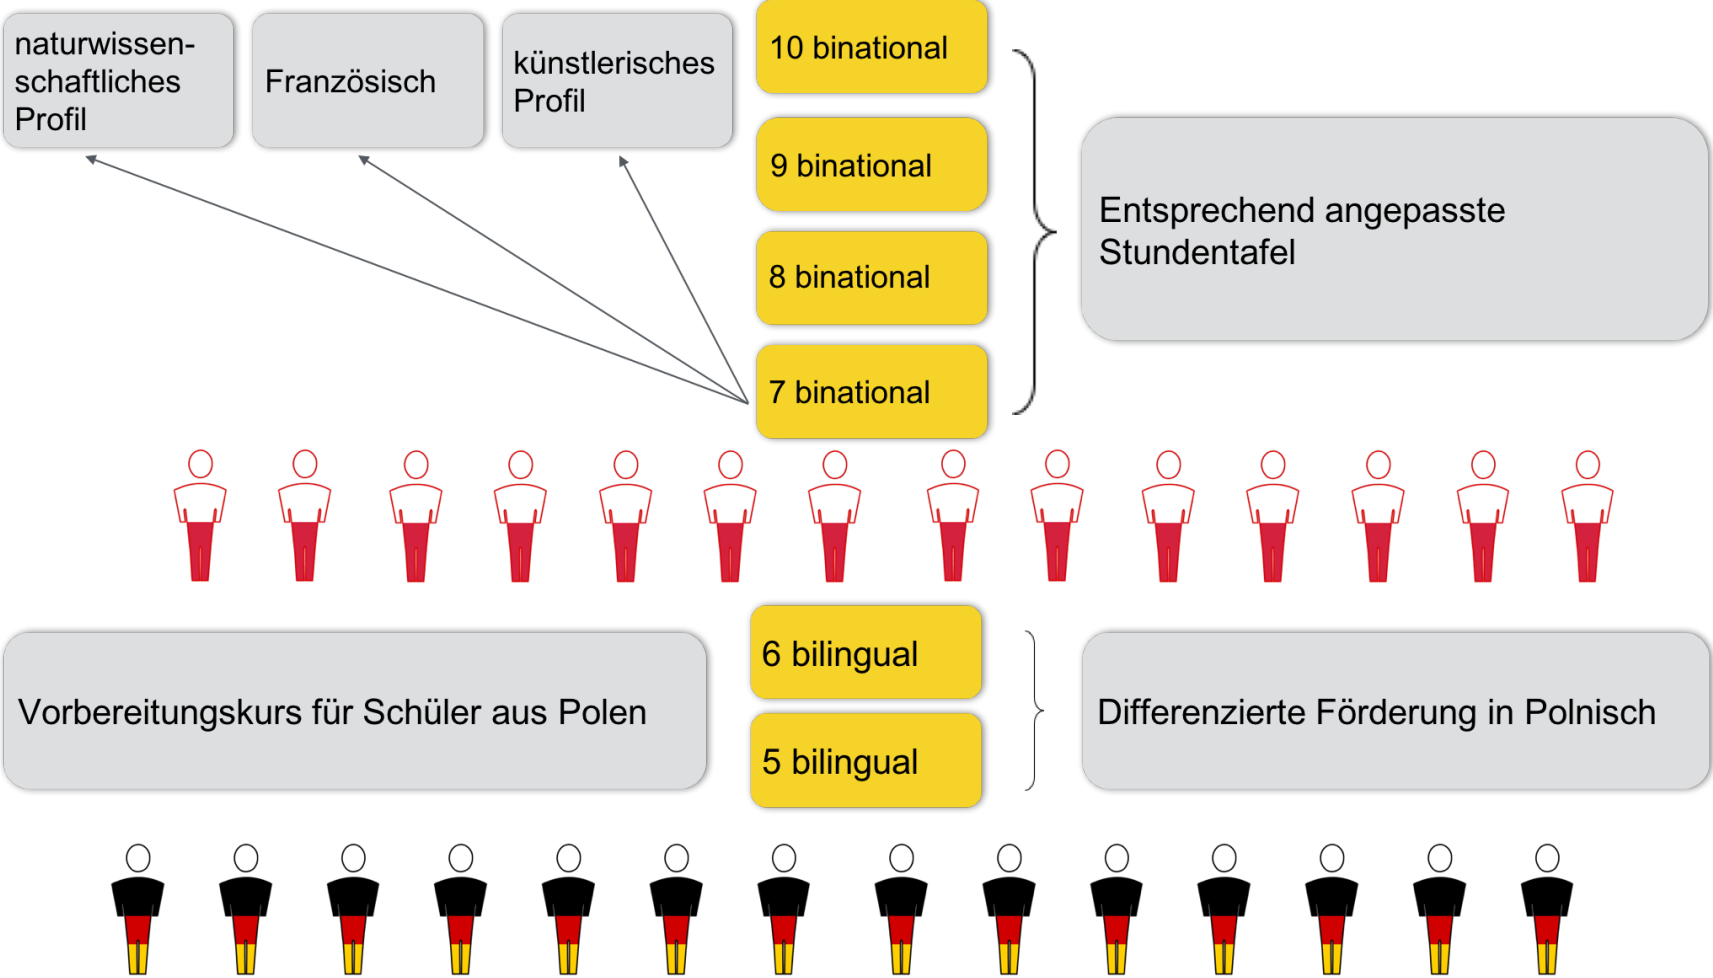 naturwissen-
schaftliches
Profil
Französisch
künstlerisches
Profil
10 binational
9 binational
8 binational
7 binational
Entsprechend angepasste
Stundentafel
Vorbereitungskurs für Schüler aus Polen
6 bilingual
5 bilingual
Differenzierte Förderung in Polnisch